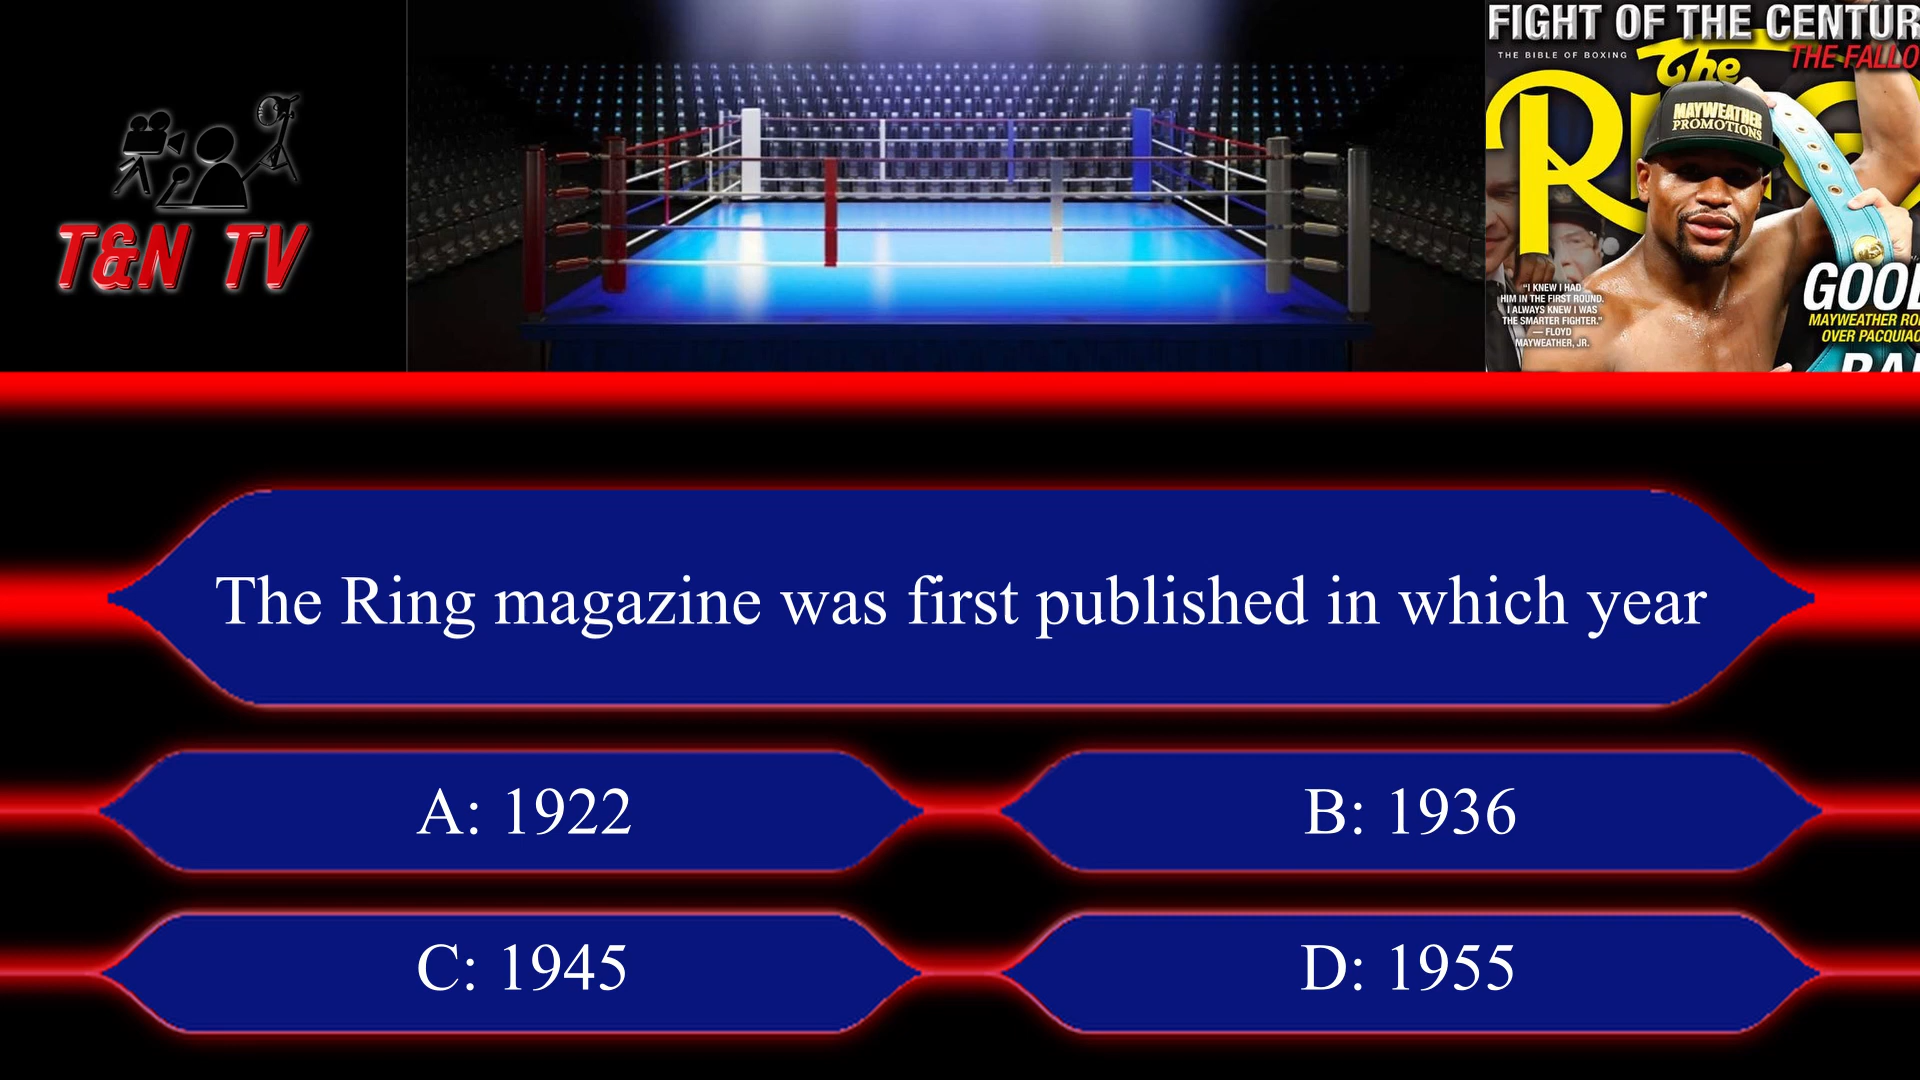 T&N TV
FIGHT OF THE CENTUR
THE BIBLE OF BOXING
THE FALLO
The
MAYWEATHER
PROMOTIONS
"I KNEW I HAD
HIM IN THE FIRST ROUND.
I ALWAYS KNEW I WAS
THE SMARTER FIGHTER."
— FLOYD
MAYWEATHER, JR.
MAYWEATHER RO
OVER PACQUIAO
The Ring magazine was first published in which year
A: 1922
B: 1936
C: 1945
D: 1955